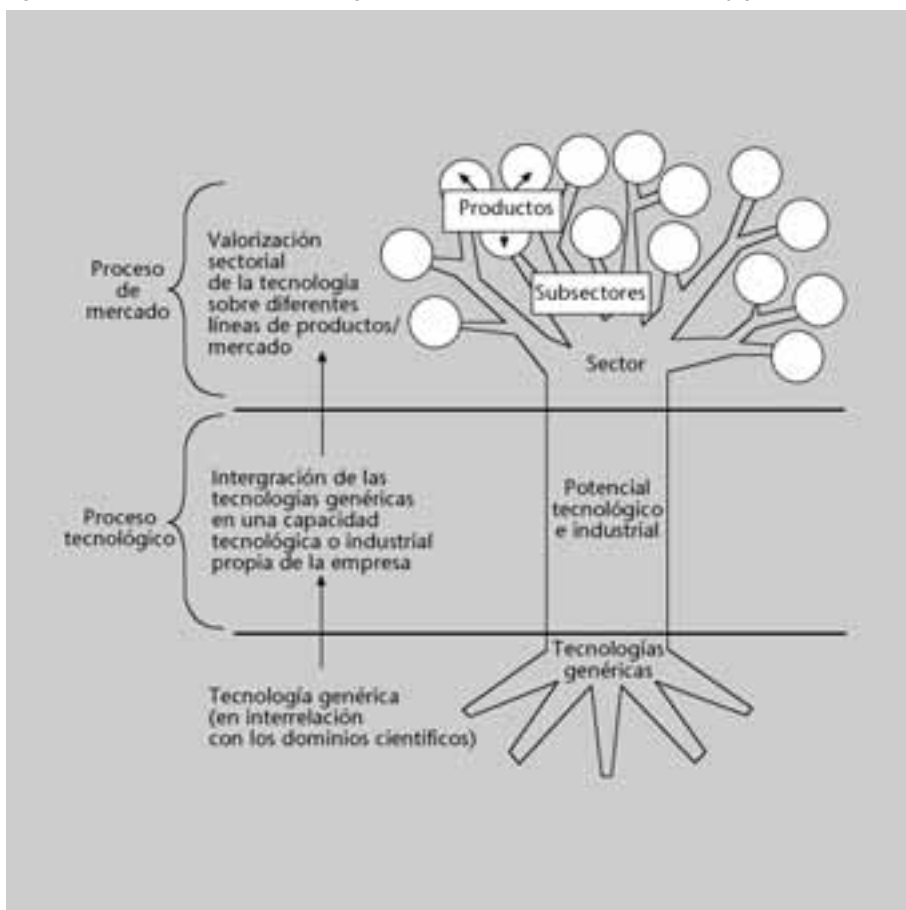 Proceso
de
mercado
Valorización
sectorial
de la tecnología
sobre diferentes
líneas de productos/
mercado
Productos
Subsectores
Sector
Proceso
tecnológico
Intergración de las
tecnologías genéricas
en una capacidad
tecnológica o industrial
propia de la empresa
Potencial
tecnológico
e industrial
Tecnología genérica
(en interrelación
con los dominios científicos)
Tecnologías
genéricas